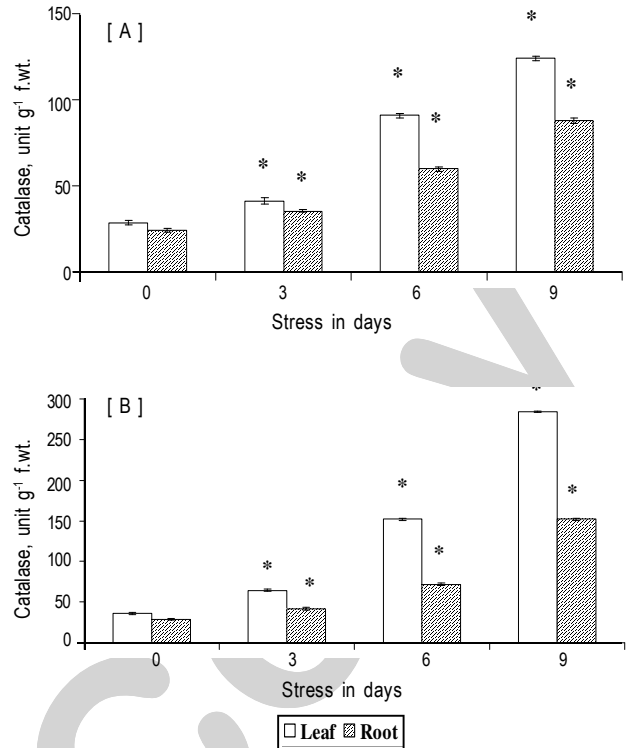 [ A ]
150
100
50
0
Catalase, unit g-1 f.wt.
* * * * * *
0 3 6 9
Stress in days
[ B ]
300
250
200
150
100
50
0
Catalase, unit g-1 f.wt.
* * * * * *
0 3 6 9
Stress in days
Leaf Root